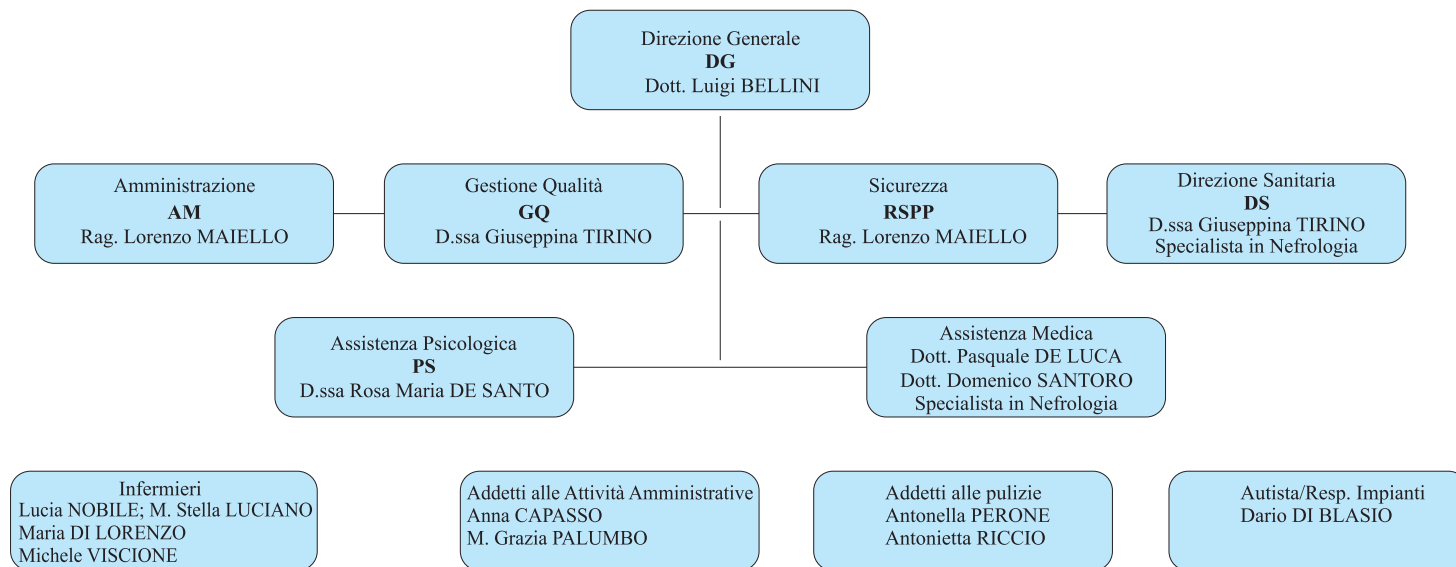 Direzione Generale
DG
Dott. Luigi BELLINI
Amministrazione
AM
Rag. Lorenzo MAIELLO
Gestione Qualità
GQ
D.ssa Giuseppina TIRINO
Sicurezza
RSPP
Rag. Lorenzo MAIELLO
Direzione Sanitaria
DS
D.ssa Giuseppina TIRINO
Specialista in Nefrologia
Assistenza Psicologica
PS
D.ssa Rosa Maria DE SANTO
Assistenza Medica
Dott. Pasquale DE LUCA
Dott. Domenico SANTORO
Specialista in Nefrologia
Infermieri
Lucia NOBILE; M. Stella LUCIANO
Maria DI LORENZO
Michele VISCIONE
Addetti alle Attività Amministrative
Anna CAPASSO
M. Grazia PALUMBO
Addetti alle pulizie
Antonella PERONE
Antonietta RICCIO
Autista/Resp. Impianti
Dario DI BLASIO